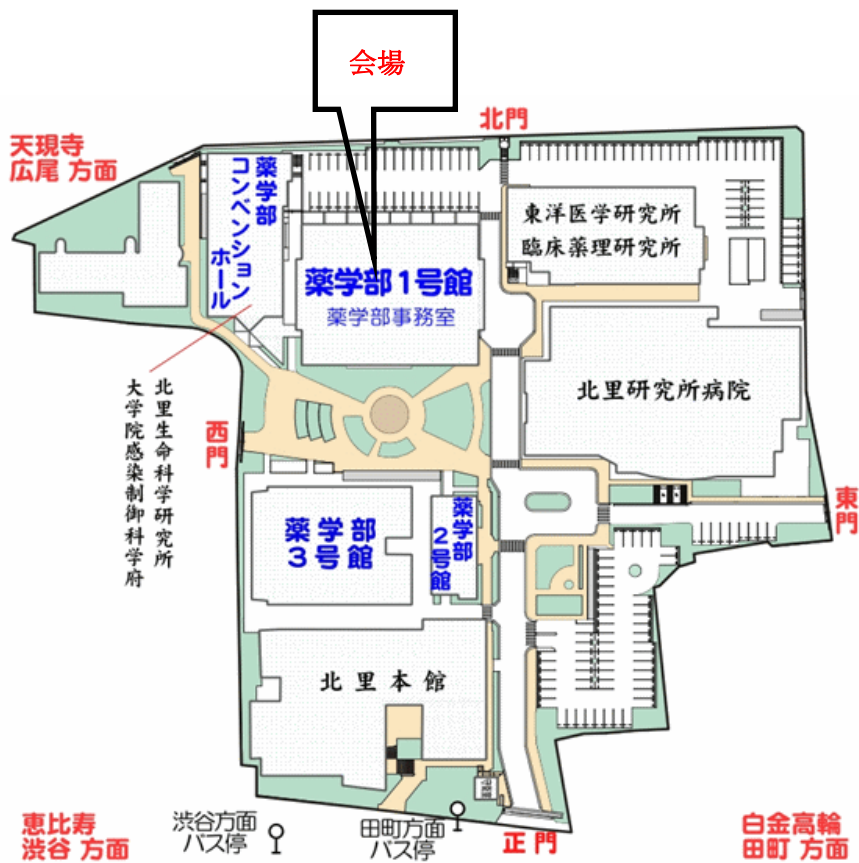 会場
北門
天現寺
広尾 方面
薬学部
コンベンション
ホール
東洋医学研究所
臨床薬理研究所
薬学部1号館
薬学部事務室
北里研究所病院
北里生命科学研究所
大学院感染制御科学府
西門
東門
薬学部
3号館
薬学部
2号館
北里本館
恵比寿
渋谷 方面
渋谷方面
バス停
田町方面
バス停
正門
白金高輪
田町 方面